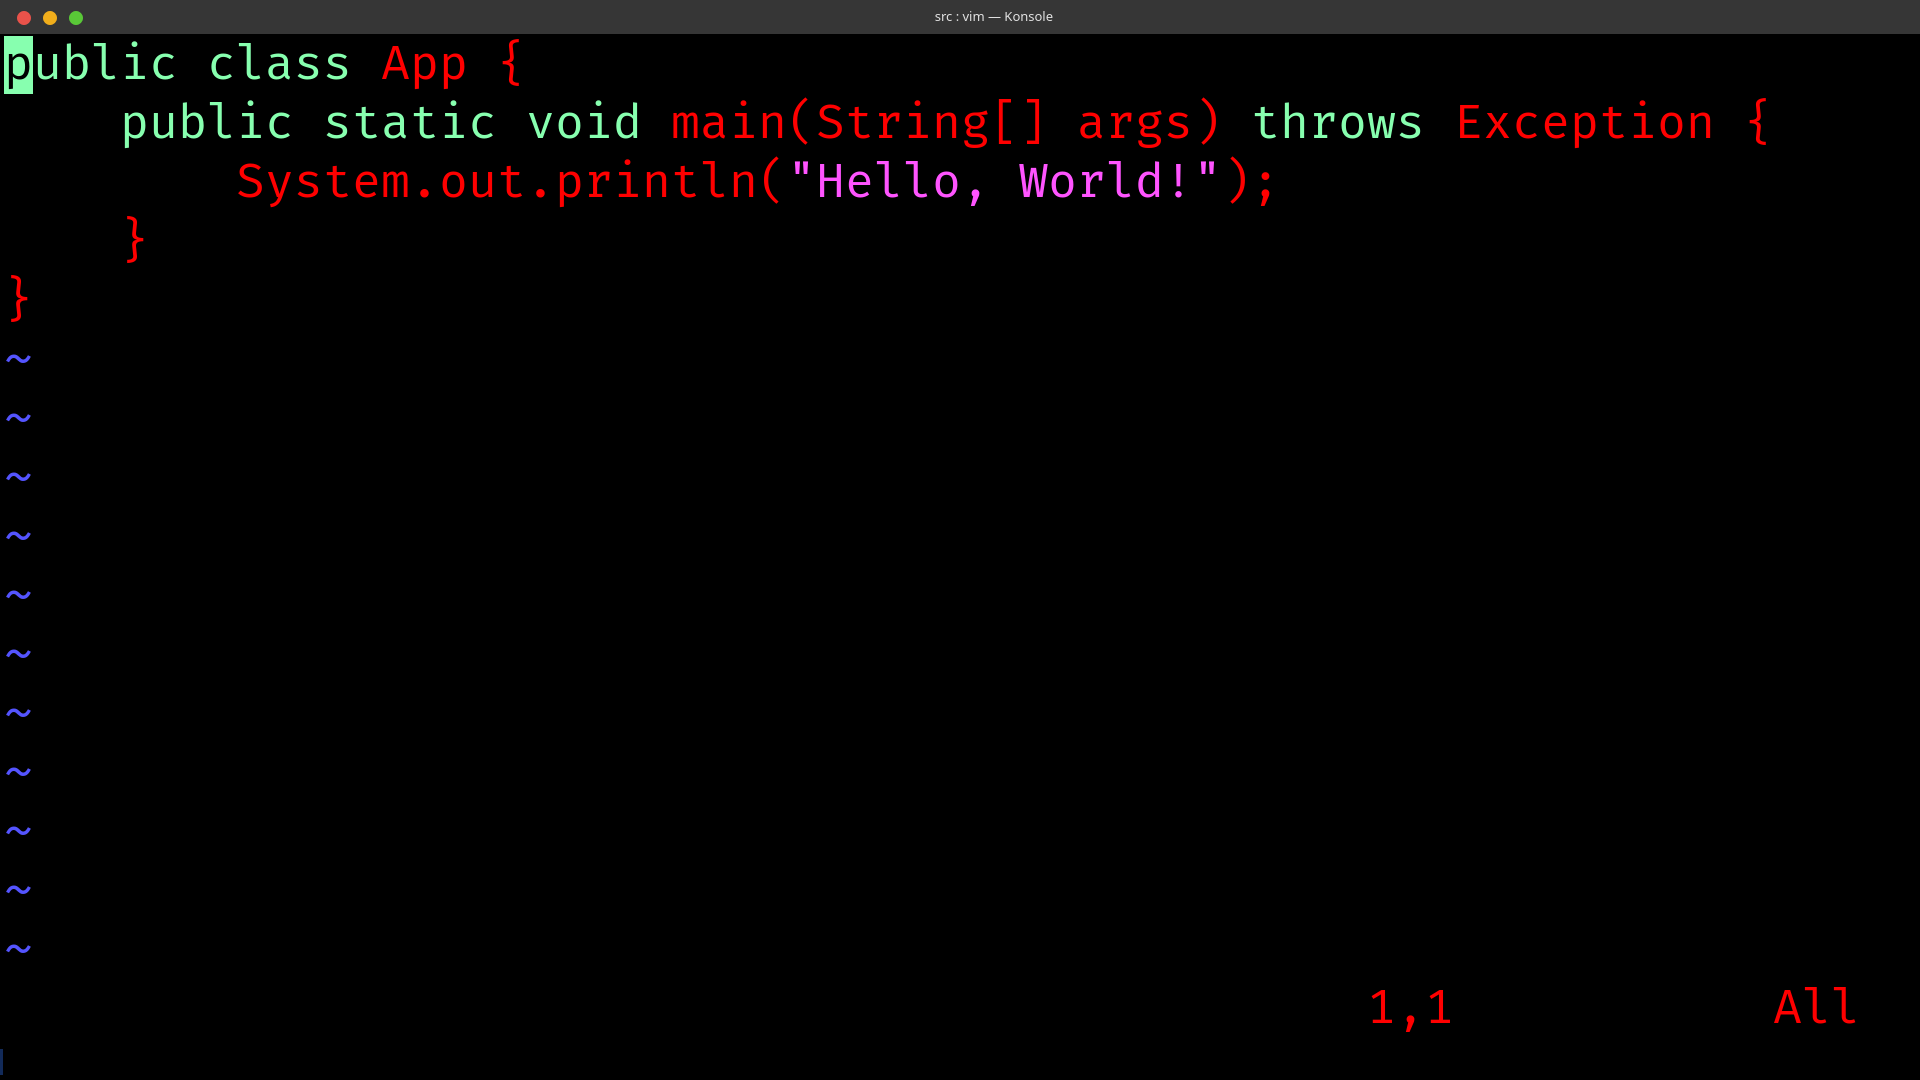 src : vim — Konsole
public class App {
    public static void main(String[] args) throws Exception {
        System.out.println("Hello, World!");
    }
}
~
~
~
~
~
~
~
~
~
~
~
1,1 All